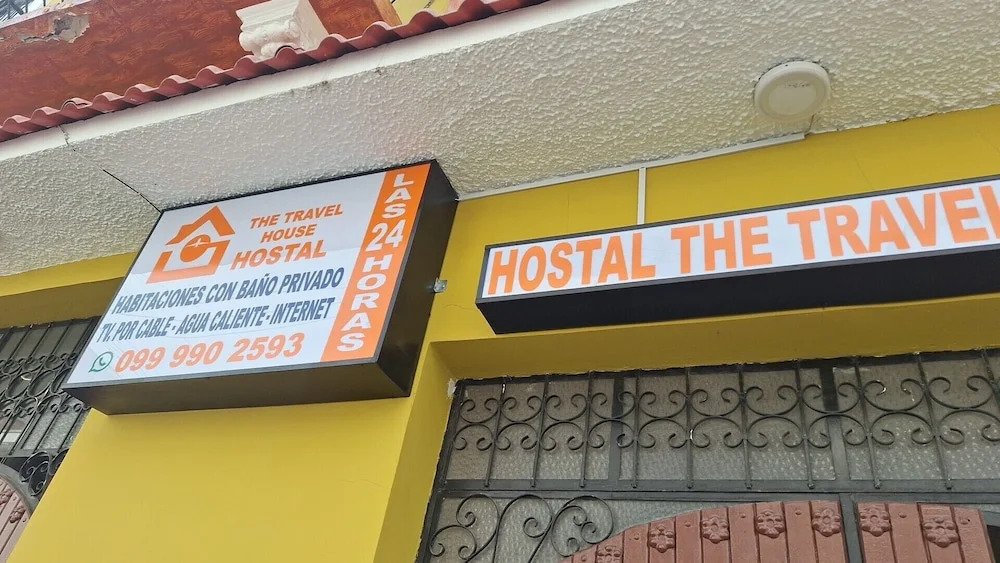 THE TRAVEL
HOUSE
HOSTAL
HABITACIONES CON BAÑO PRIVADO
TV. POR CABLE - AGUA CALIENTE - INTERNET
099 990 2593
LAS 24 HORAS
HOSTAL THE TRAVEL